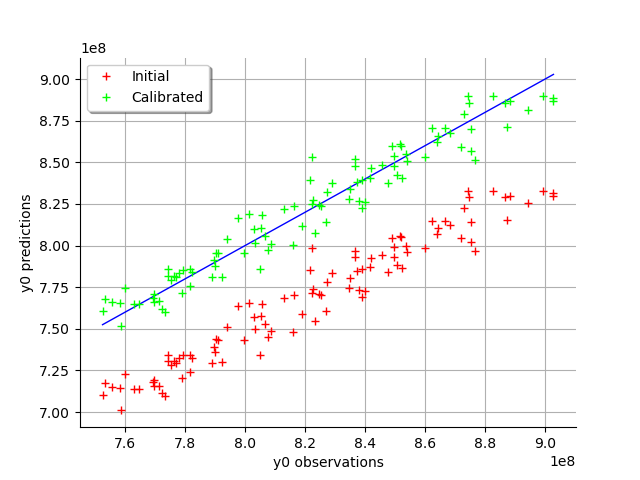 1e8
9.00
8.75
8.50
8.25
8.00
7.75
7.50
7.25
7.00
y0 predictions
Initial
Calibrated
7.6 7.8 8.0 8.2 8.4 8.6 8.8 9.0
y0 observations
1e8